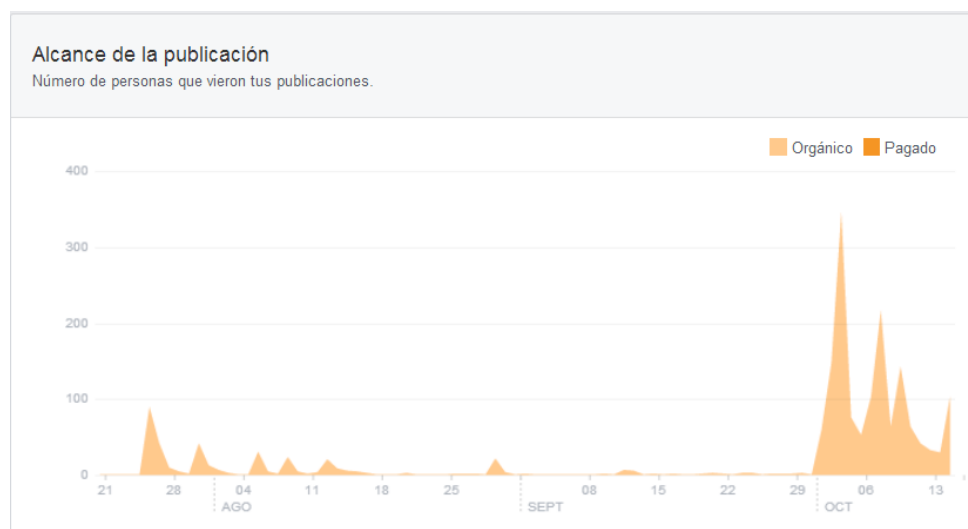 Alcance de la publicación
Número de personas que vieron tus publicaciones.
Orgánico Pagado
400
300
200
100
0
21 28 04 11 18 25 08 15 22 29 06 13
AGO SEPT OCT